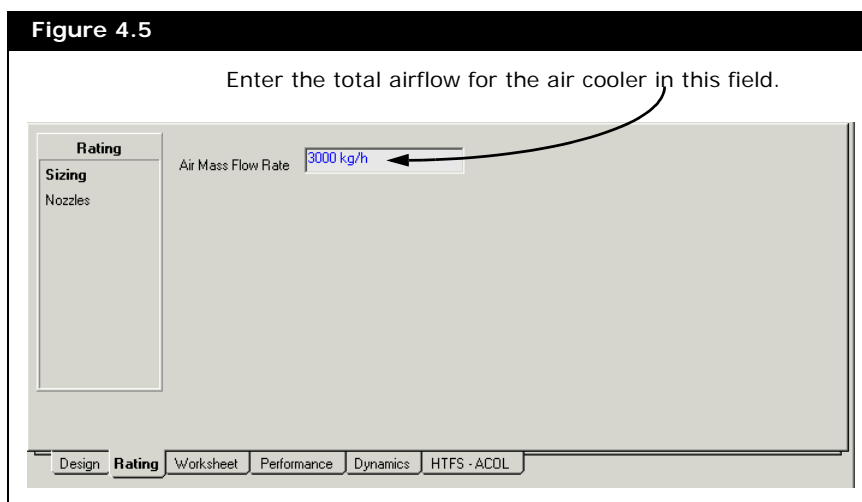 Figure 4.5
Enter the total airflow for the air cooler in this field.
Rating
Sizing
Nozzles
Air Mass Flow Rate 3000 kg/h
Design Rating Worksheet Performance Dynamics HTFS - ACOL